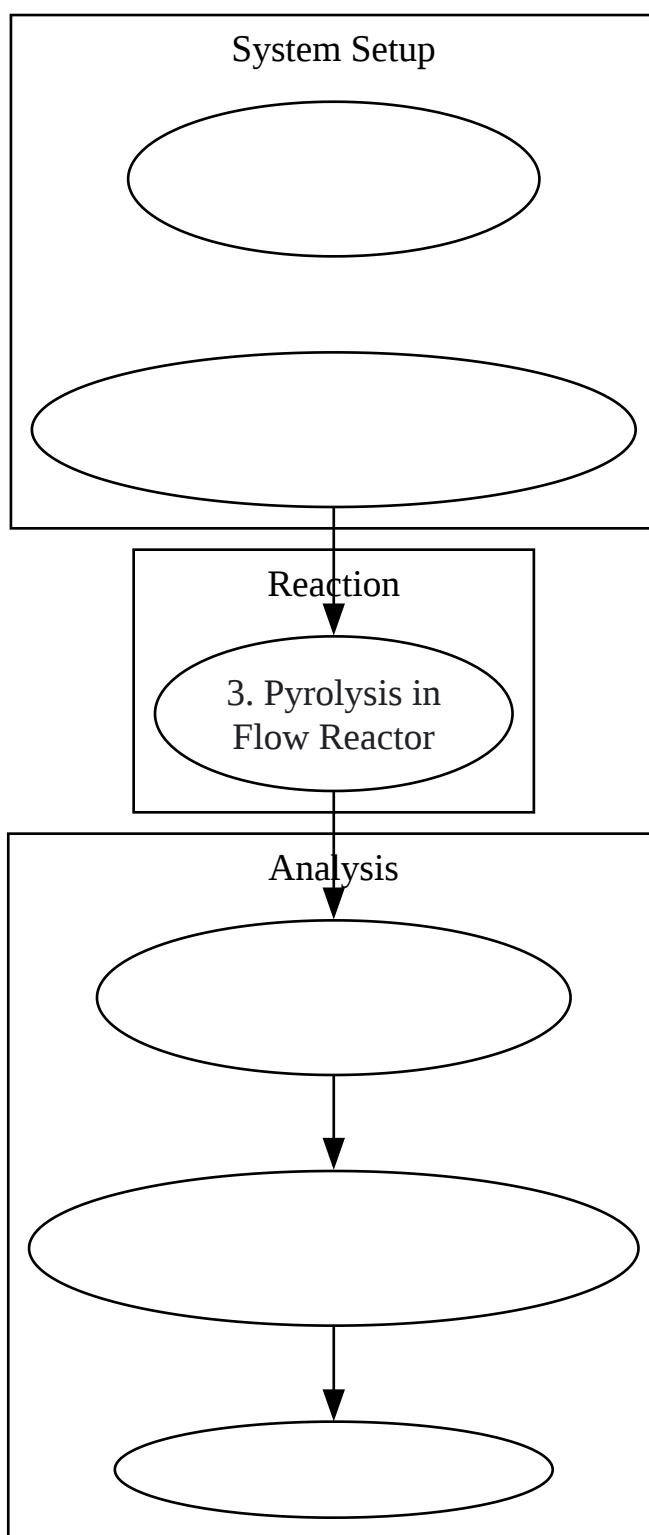 System Setup
Reaction
3. Pyrolysis in
Flow Reactor
Analysis